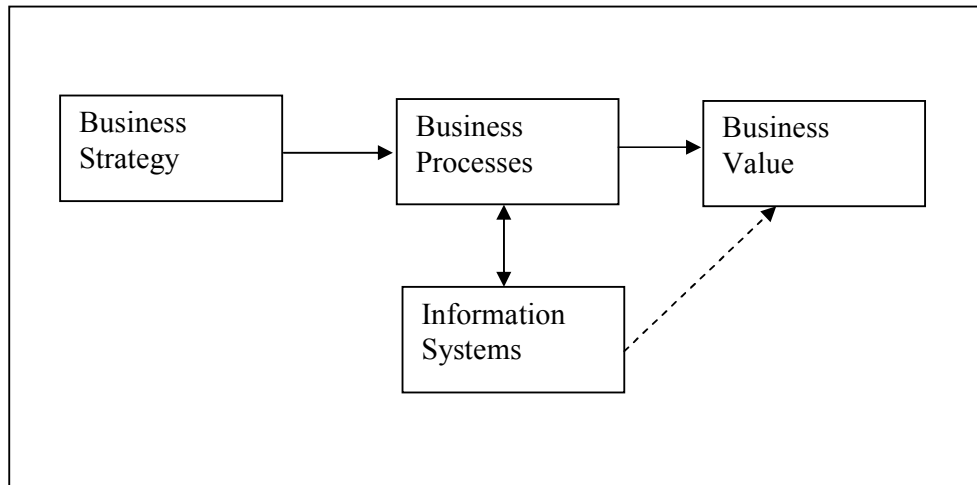 Business
Strategy
Business
Processes
Business
Value
Information
Systems